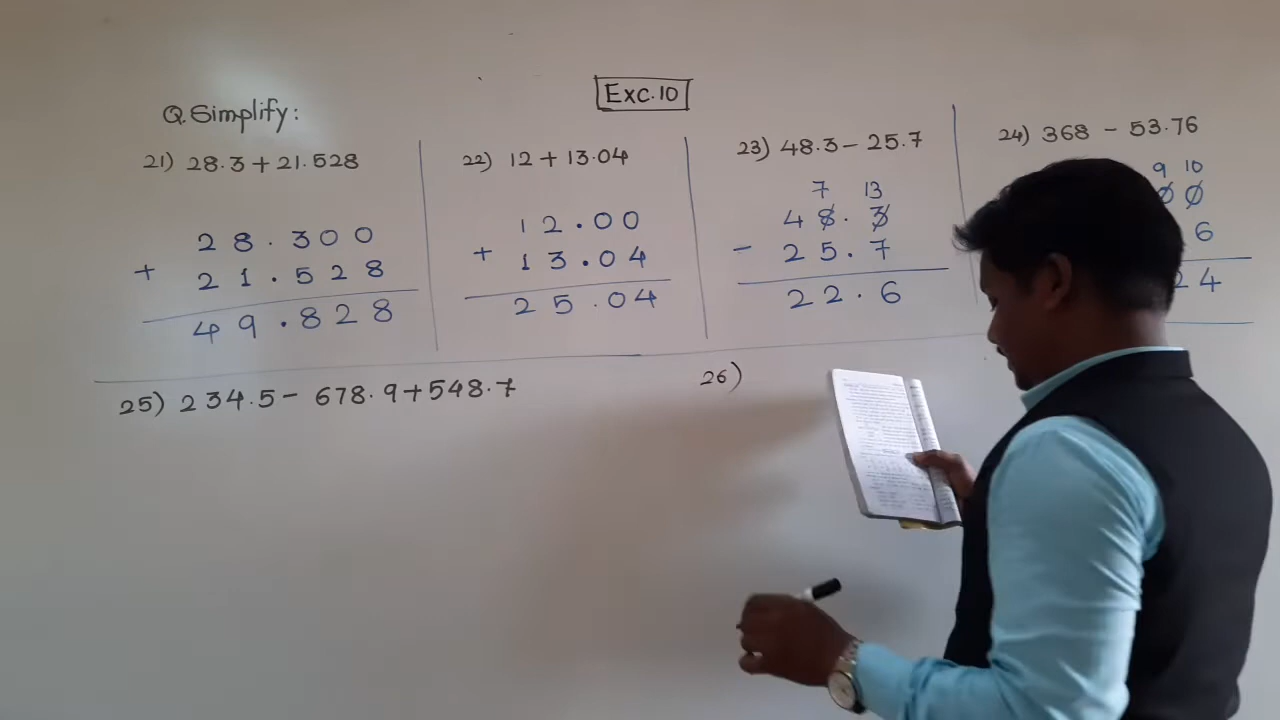 Exc.10
Q. Simplify:
21) 28.3 + 21.528
28.300
+ 21.528
49.828
22) 12 + 13.04
12.00
+ 13.04
25.04
23) 48.3 - 25.7
7 13
48.3
- 25.7
22.6
24) 368 - 53.76
9 10
00
6
24
25) 234.5 - 678.9 + 548.7
26)